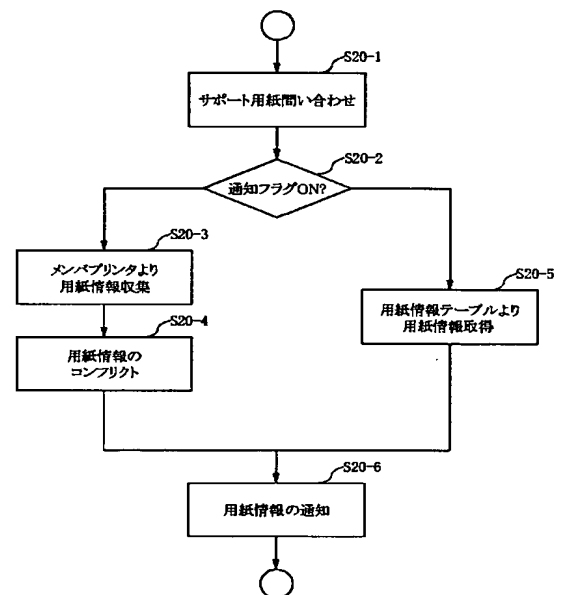 S20-1
サポート用紙問い合わせ
S20-2
通知フラグON?
S20-3
メンバプリンタより
用紙情報収集
S20-5
用紙情報テーブルより
用紙情報取得
S20-4
用紙情報の
コンフリクト
S20-6
用紙情報の通知